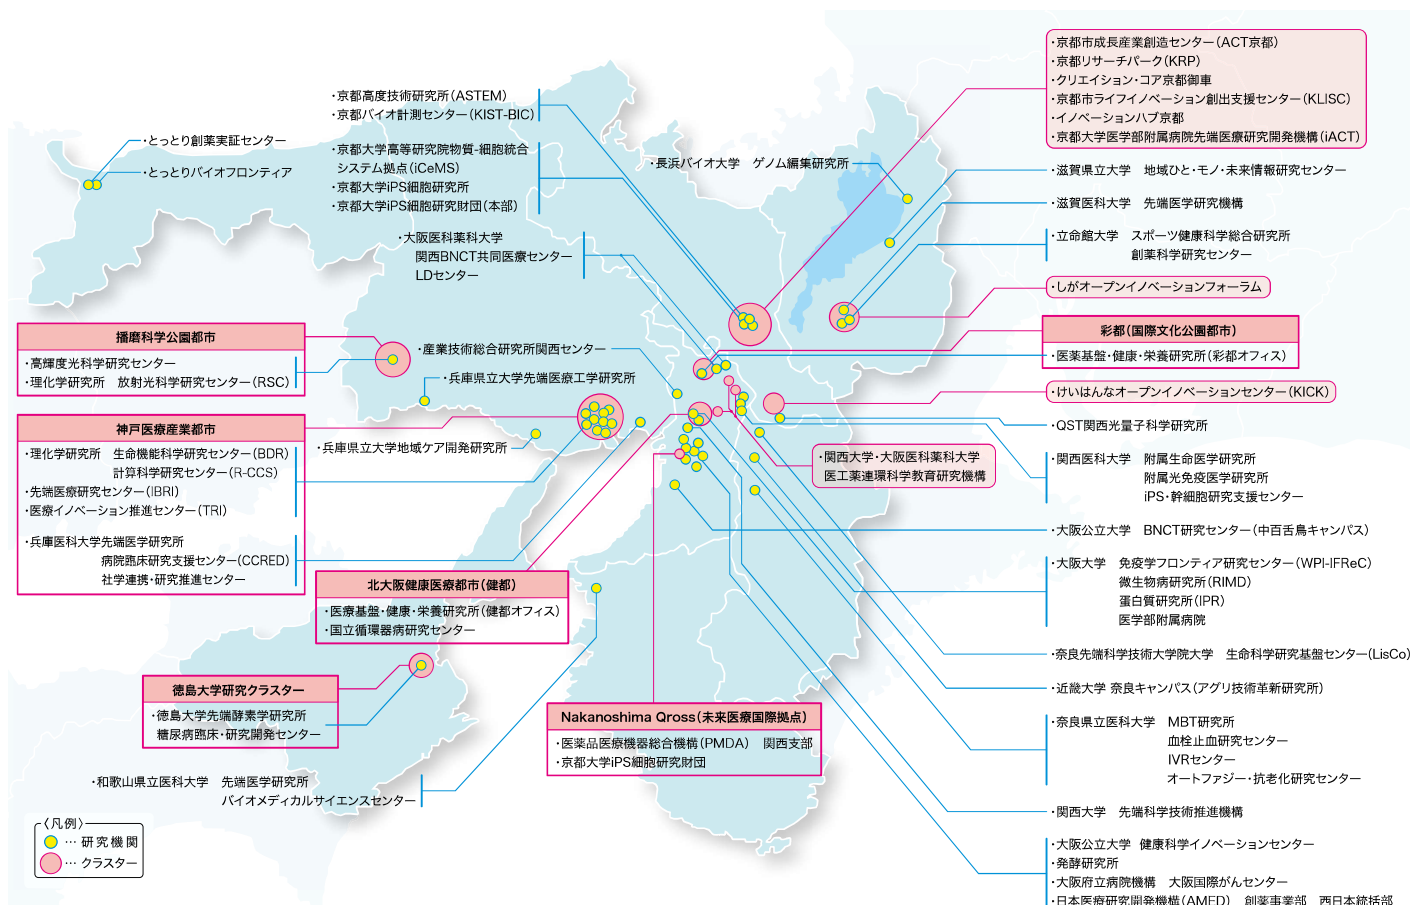 ・京都市成長産業創造センター(ACT京都)
・京都リサーチパーク(KRP)
・クリエイション・コア京都御車
・京都市ライフイノベーション創出支援センター(KLISC)
・イノベーションハブ京都
・京都大学医学部附属病院先端医療研究開発機構(iACT)
・京都高度技術研究所(ASTEM)
・京都バイオ計測センター(KIST-BIC)
・京都大学高等研究院物質-細胞統合
システム拠点(iCeMS)
・京都大学iPS細胞研究所
・京都大学iPS細胞研究財団(本部)
・とっとり創薬実証センター
・とっとりバイオフロンティア
・長浜バイオ大学　ゲノム編集研究所
・滋賀県立大学　地域ひと・モノ・未来情報研究センター
・滋賀医科大学　先端医学研究機構
・立命館大学　スポーツ健康科学総合研究所
創薬科学研究センター
・大阪医科薬科大学
関西BNCT共同医療センター
LDセンター
・しがオープンイノベーションフォーラム
播磨科学公園都市
・高輝度光科学研究センター
・理化学研究所　放射光科学研究センター(RSC)
彩都(国際文化公園都市)
・医薬基盤・健康・栄養研究所(彩都オフィス)
・産業技術総合研究所関西センター
・兵庫県立大学先端医療工学研究所
・けいはんなオープンイノベーションセンター(KICK)
神戸医療産業都市
・理化学研究所　生命機能科学研究センター(BDR)
計算科学研究センター(R-CCS)
・先端医療研究センター(IBRI)
・医療イノベーション推進センター(TRI)
・兵庫医科大学先端医学研究所
病院臨床研究支援センター(CCRED)
社学連携・研究推進センター
・兵庫県立大学地域ケア開発研究所
・QST関西光量子科学研究所
・関西大学・大阪医科薬科大学
医工薬連環科学教育研究機構
・関西医科大学　附属生命医学研究所
附属光免疫医学研究所
iPS・幹細胞研究支援センター
・大阪公立大学　BNCT研究センター(中百舌鳥キャンパス)
・大阪大学　免疫学フロンティア研究センター(WPI-IFReC)
微生物病研究所(RIMD)
蛋白質研究所(IPR)
医学部附属病院
北大阪健康医療都市(健都)
・医療基盤・健康・栄養研究所(健都オフィス)
・国立循環器病研究センター
・奈良先端科学技術大学院大学　生命科学研究基盤センター(LisCo)
・近畿大学 奈良キャンパス(アグリ技術革新研究所)
徳島大学研究クラスター
・徳島大学先端酵素学研究所
糖尿病臨床・研究開発センター
Nakanoshima Qross(未来医療国際拠点)
・医薬品医療機器総合機構(PMDA)　関西支部
・京都大学iPS細胞研究財団
・奈良県立医科大学　MBT研究所
血栓止血研究センター
IVRセンター
オートファジー・抗老化研究センター
・和歌山県立医科大学　先端医学研究所
バイオメディカルサイエンスセンター
・関西大学　先端科学技術推進機構
・大阪公立大学　健康科学イノベーションセンター
・発酵研究所
・大阪府立病院機構　大阪国際がんセンター
・日本医療研究開発機構(AMED)　創薬事業部　西日本統括部
〈凡例〉
… 研究機関
… クラスター